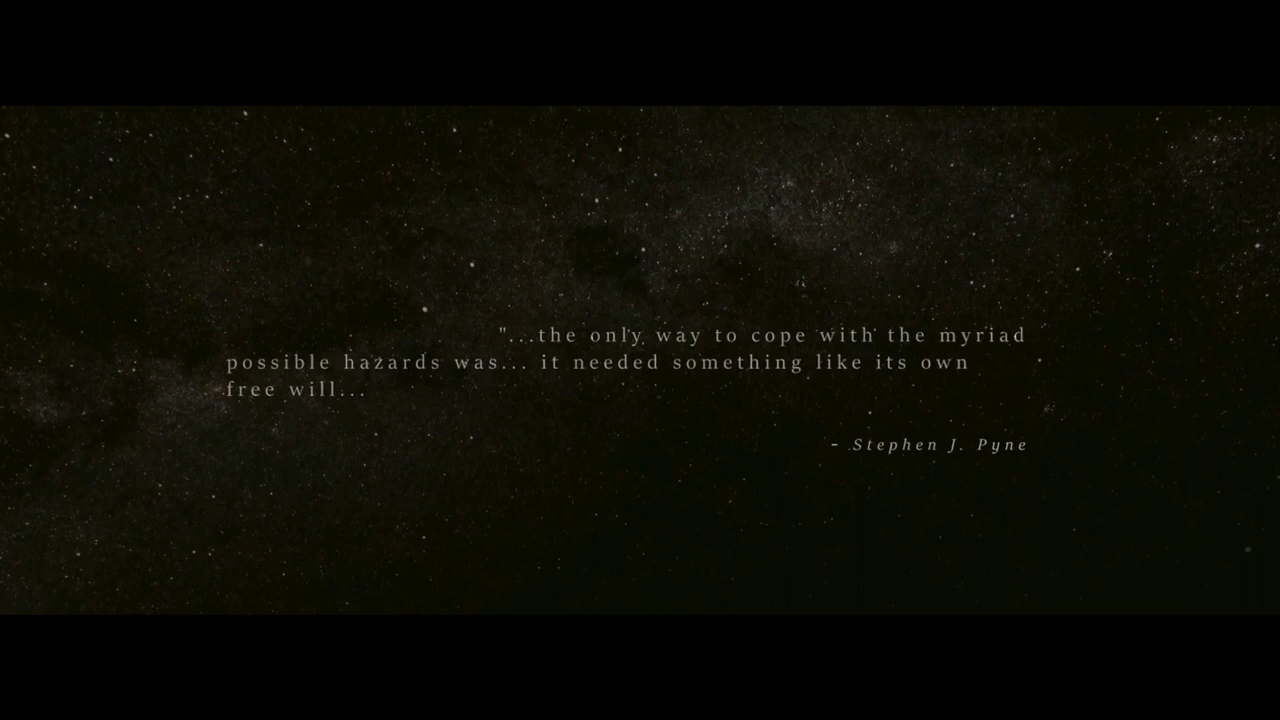 "...the only way to cope with the myriad
possible hazards was... it needed something like its own
free will...
- Stephen J. Pyne